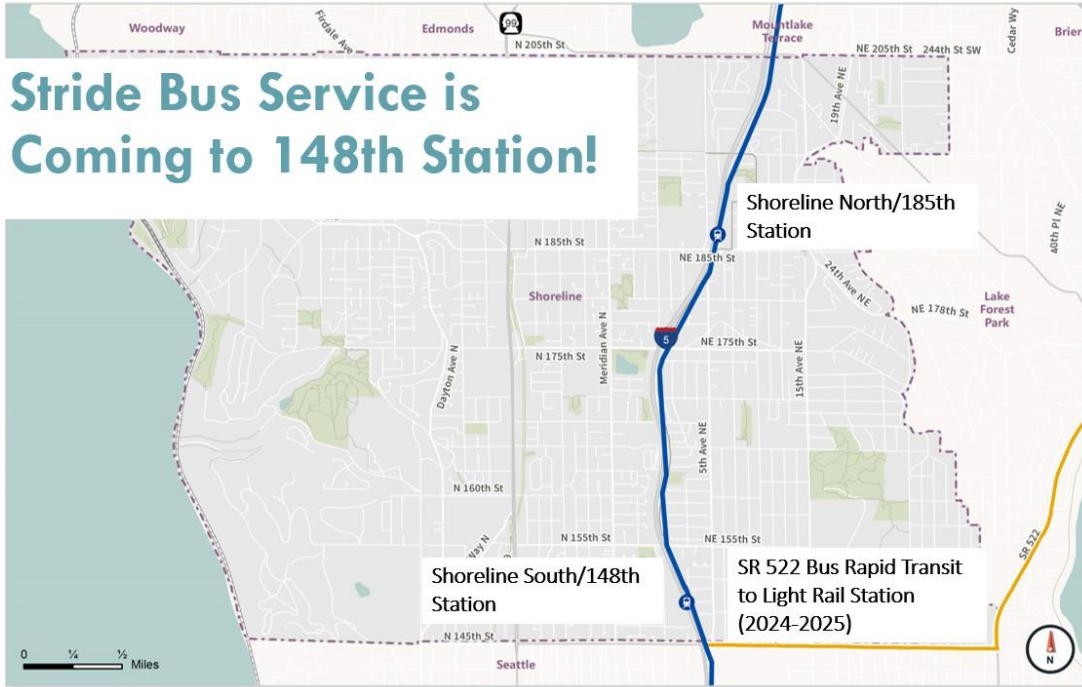 Woodway
Firdale Ave
Edmonds
99
N 205th St
Mountlake
Terrace
NE 205th St
244th St SW
Cedar Wy
Brier
Stride Bus Service is
Coming to 148th Station!
19th Ave NE
Shoreline North/185th
Station
40th Pl NE
N 185th St
NE 185th St
24th Ave NE
Shoreline
Meridian Ave N
Lake
Forest
Park
NE 178th St
5
N 175th St
NE 175th St
Dayton Ave N
15th Ave NE
5th Ave NE
N 160th St
N 155th St
NE 155th St
SR 522
Way N
Shoreline South/148th
Station
SR 522 Bus Rapid Transit
to Light Rail Station
(2024-2025)
N 145th St
0 ¼ ½ Miles
Seattle
N